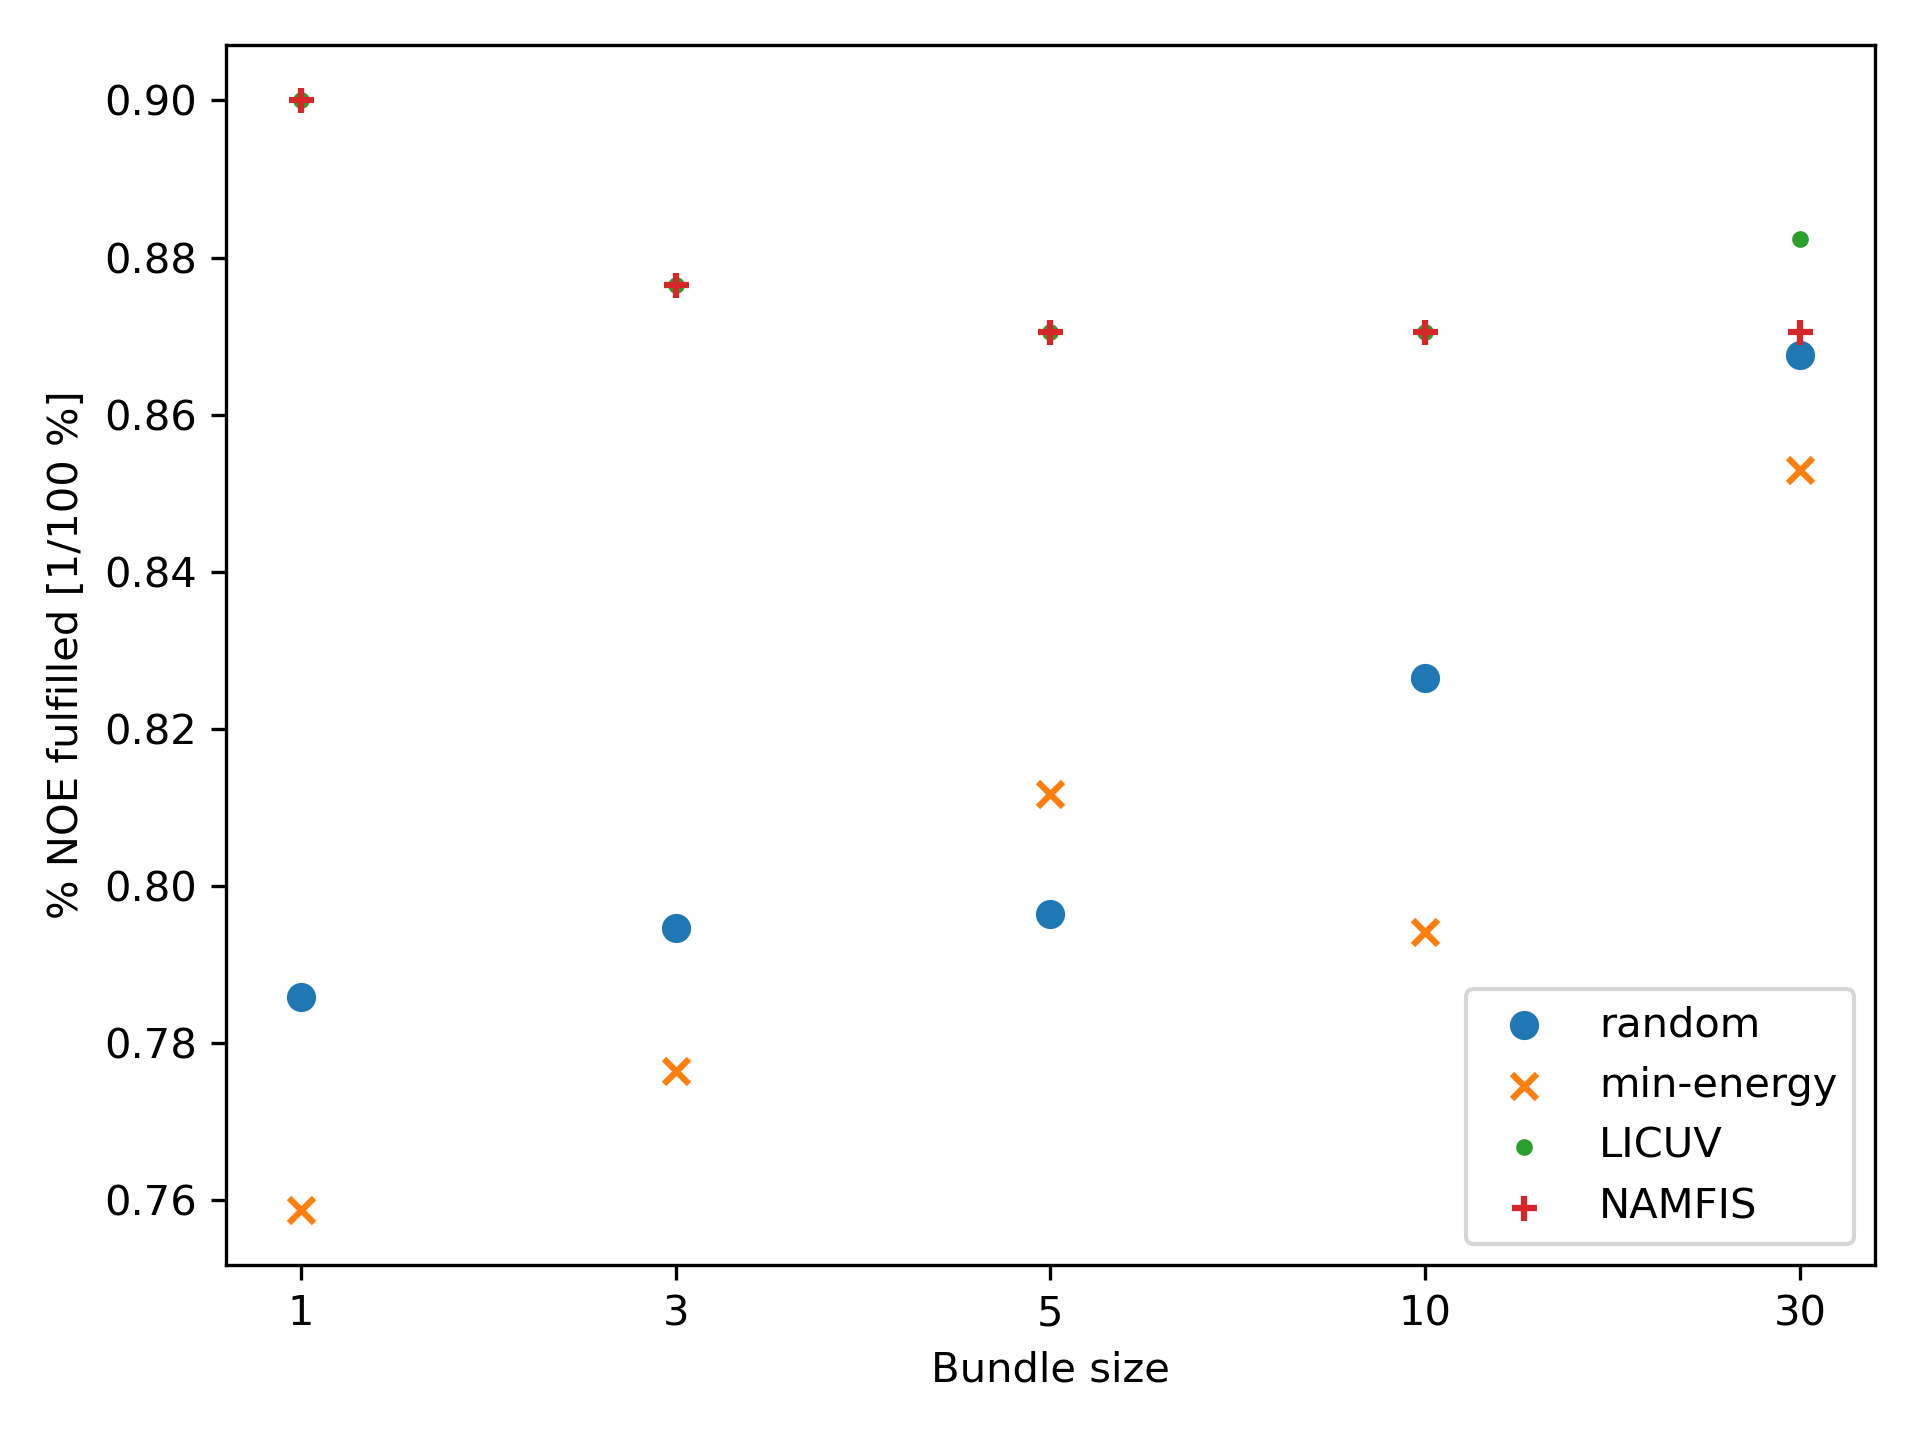 0.90
0.88
0.86
0.84
0.82
0.80
0.78
0.76
% NOE fulfilled [1/100 %]
random
min-energy
LICUV
NAMFIS
1 3 5 10 30
Bundle size